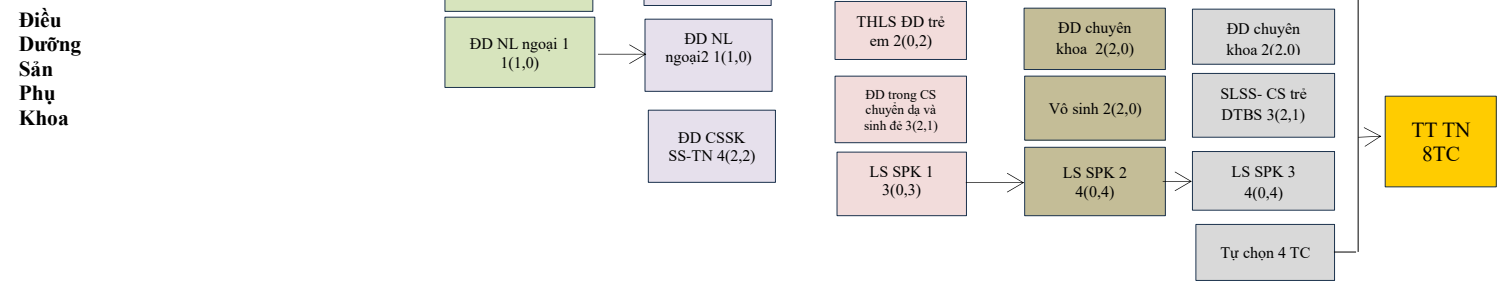 Điều
Dưỡng
Sản
Phụ
Khoa
ĐD NL ngoại 1
1(1,0)
ĐD NL
ngoại2 1(1,0)
ĐD CSSK
SS-TN 4(2,2)
THLS ĐD trẻ
em 2(0,2)
ĐD trong CS
chuyển dạ và
sinh đẻ 3(2,1)
LS SPK 1
3(0,3)
ĐD chuyên
khoa 2(2,0)
Vô sinh 2(2,0)
LS SPK 2
4(0,4)
ĐD chuyên
khoa 2(2,0)
SLSS- CS trẻ
DTBS 3(2,1)
LS SPK 3
4(0,4)
Tự chọn 4 TC
TT TN
8TC